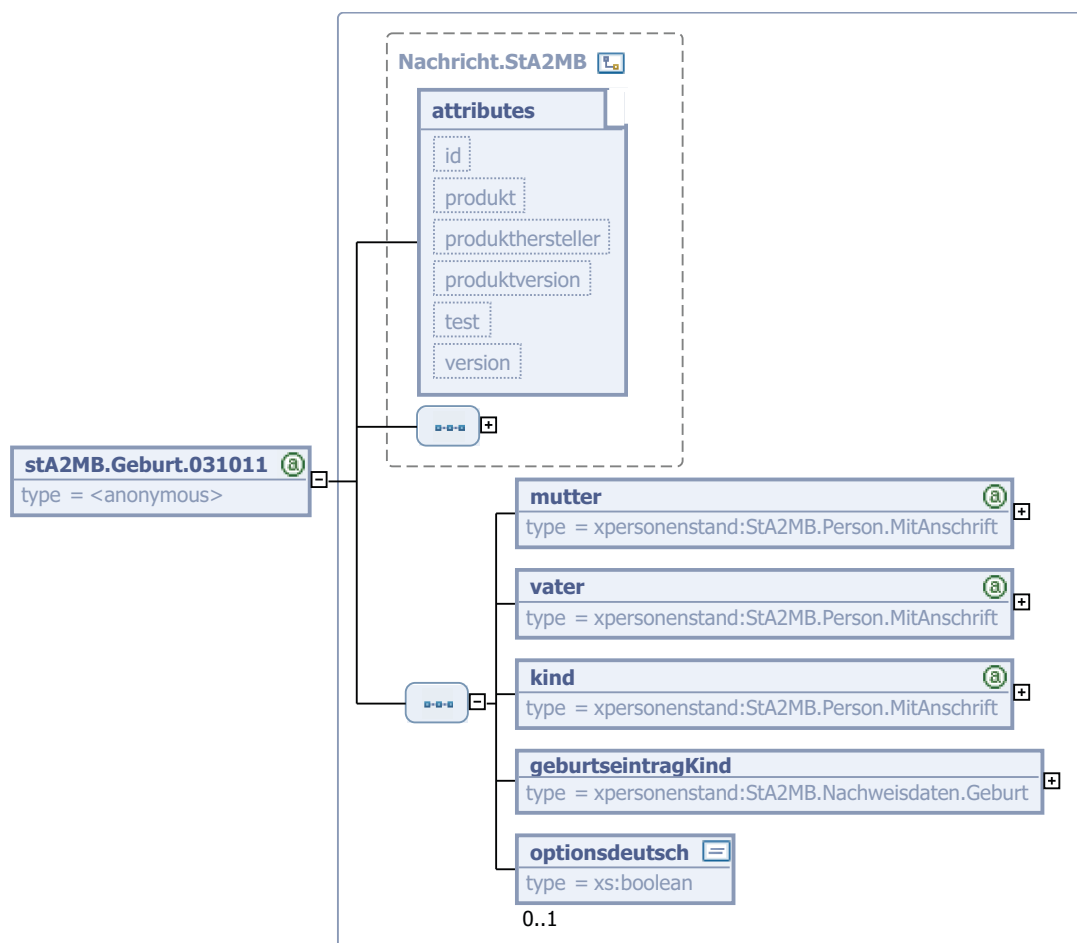 Nachricht.StA2MB
attributes
id
produkt
produkthersteller
produktversion
test
version
stA2MB.Geburt.031011
type = <anonymous>
mutter
type = xpersonenstand:StA2MB.Person.MitAnschrift
vater
type = xpersonenstand:StA2MB.Person.MitAnschrift
kind
type = xpersonenstand:StA2MB.Person.MitAnschrift
geburtseintragKind
type = xpersonenstand:StA2MB.Nachweisdaten.Geburt
optionsdeutsch
type = xs:boolean
0..1